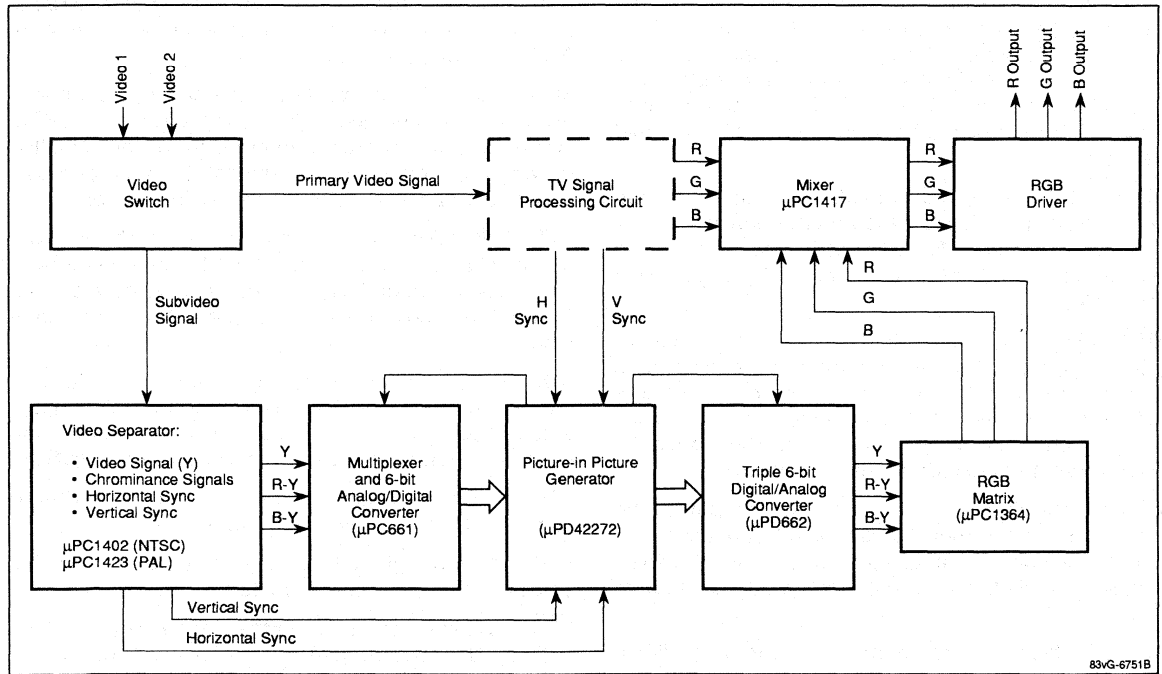 Video 1
Video 2
R Output
G Output
B Output
Video
Switch
Primary Video Signal
TV Signal
Processing Circuit
R
G
B
Mixer
μPC1417
R
G
B
RGB
Driver
Subvideo
Signal
H
Sync
V
Sync
R
G
B
Video Separator:
• Video Signal (Y)
• Chrominance Signals
• Horizontal Sync
• Vertical Sync
μPC1402 (NTSC)
μPC1423 (PAL)
Y
R-Y
B-Y
Multiplexer
and 6-bit
Analog/Digital
Converter
(μPC661)
Picture-in Picture
Generator
(μPD42272)
Triple 6-bit
Digital/Analog
Converter
(μPD662)
Y
R-Y
B-Y
RGB
Matrix
(μPC1364)
Vertical Sync
Horizontal Sync
83vG-6751B